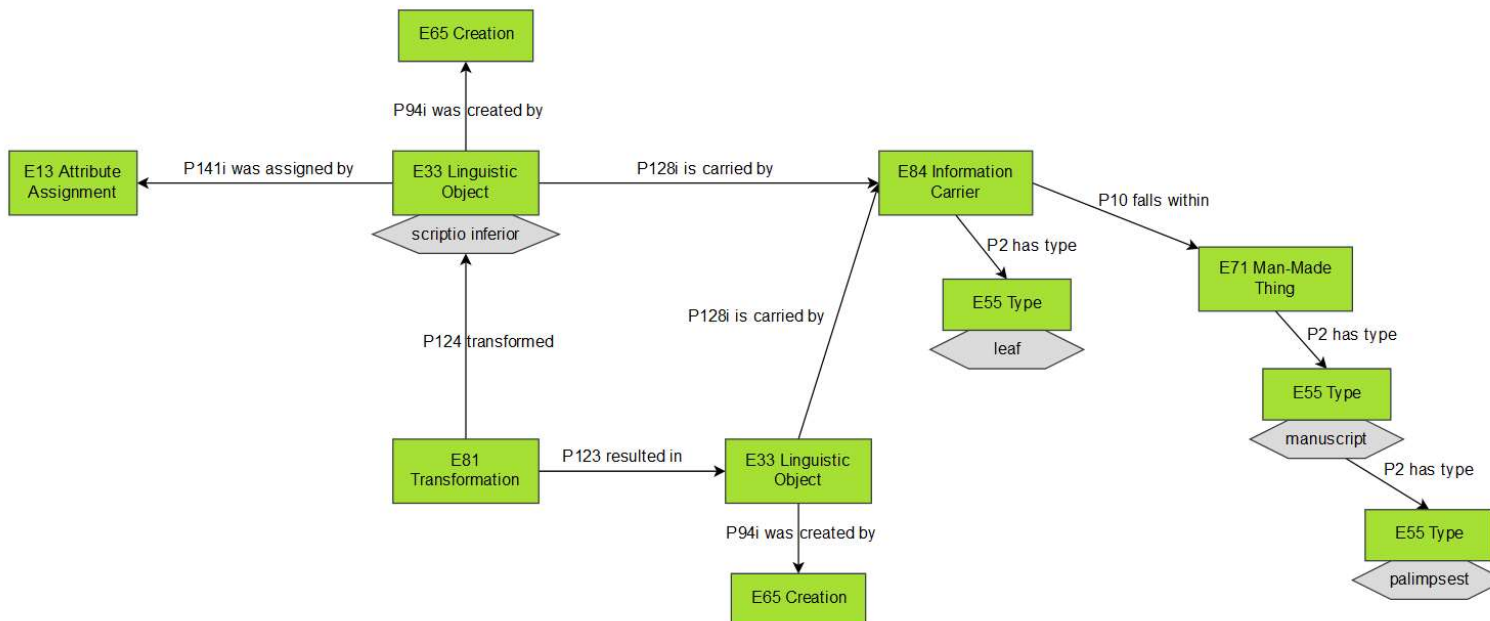 E65 Creation
P94i was created by
E13 Attribute
Assignment
P141i was assigned by
E33 Linguistic
Object
scriptio inferior
P128i is carried by
E84 Information
Carrier
P10 falls within
P2 has type
E71 Man-Made
Thing
E55 Type
leaf
P128i is carried by
P124 transformed
P2 has type
E55 Type
manuscript
E81
Transformation
P123 resulted in
E33 Linguistic
Object
P2 has type
P94i was created by
E55 Type
palimpsest
E65 Creation